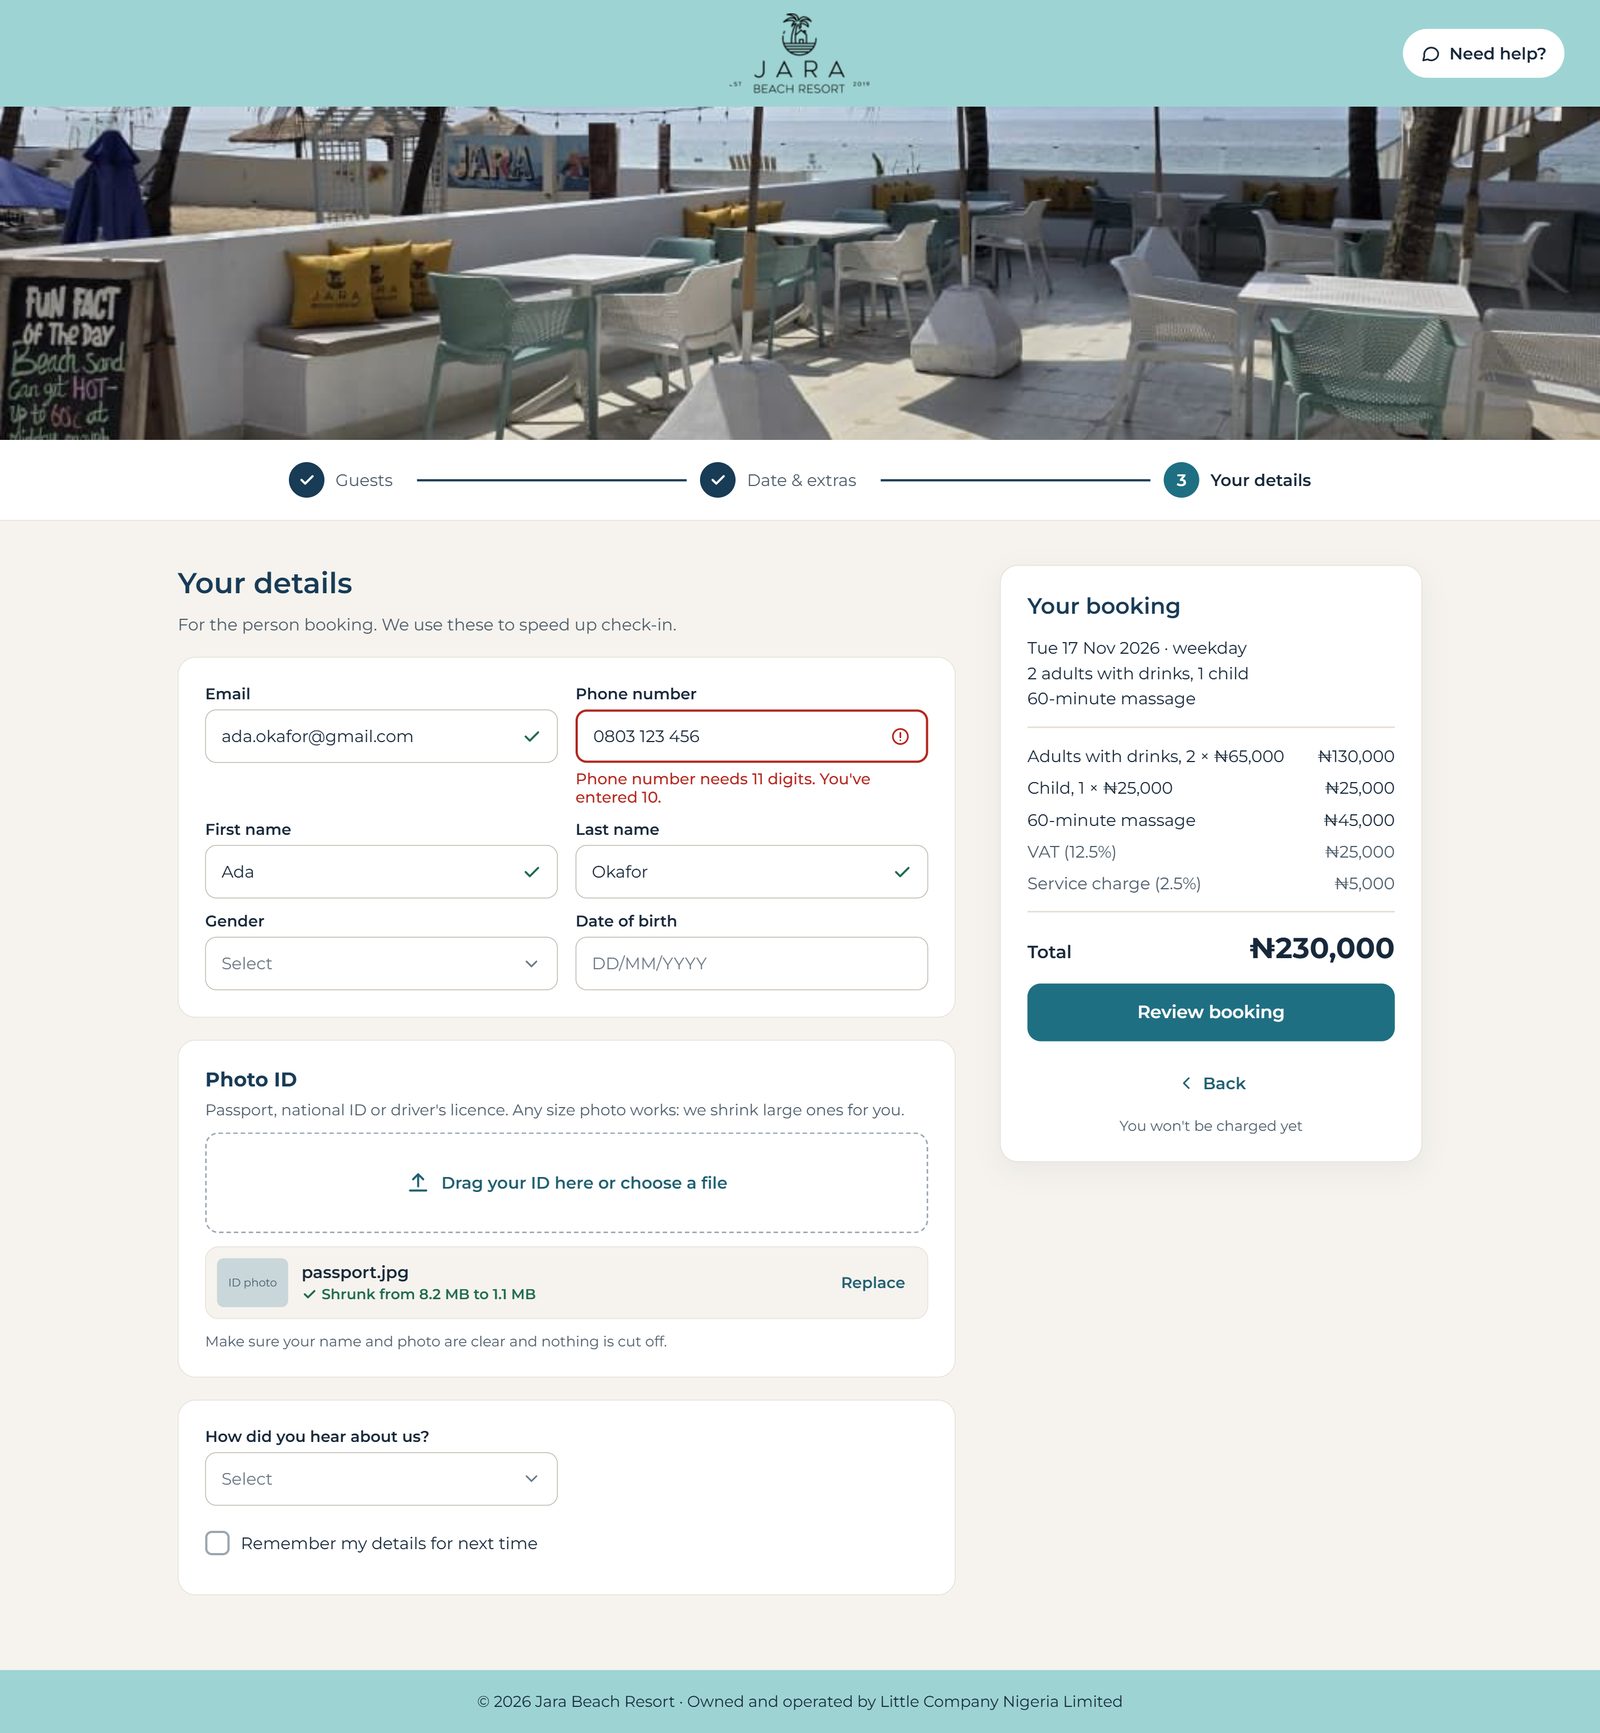 JARA
EST BEACH RESORT 2019
Need help?
JARA
JARA
JARA
FUN FACT
of The Day
Beach Sand
Can get HOT-
up to 60c at
midday enough
Guests
Date & extras
3 Your details
Your details
For the person booking. We use these to speed up check-in.
Email
Phone number
ada.okafor@gmail.com
0803 123 456
Phone number needs 11 digits. You've
entered 10.
First name
Last name
Ada
Okafor
Gender
Date of birth
Select
DD/MM/YYYY
Photo ID
Passport, national ID or driver's licence. Any size photo works: we shrink large ones for you.
Drag your ID here or choose a file
ID photo
passport.jpg
Shrunk from 8.2 MB to 1.1 MB
Replace
Make sure your name and photo are clear and nothing is cut off.
How did you hear about us?
Select
Remember my details for next time
Your booking
Tue 17 Nov 2026 · weekday
2 adults with drinks, 1 child
60-minute massage
Adults with drinks, 2 × ₦65,000 ₦130,000
Child, 1 × ₦25,000 ₦25,000
60-minute massage ₦45,000
VAT (12.5%) ₦25,000
Service charge (2.5%) ₦5,000
Total ₦230,000
Review booking
Back
You won't be charged yet
© 2026 Jara Beach Resort · Owned and operated by Little Company Nigeria Limited